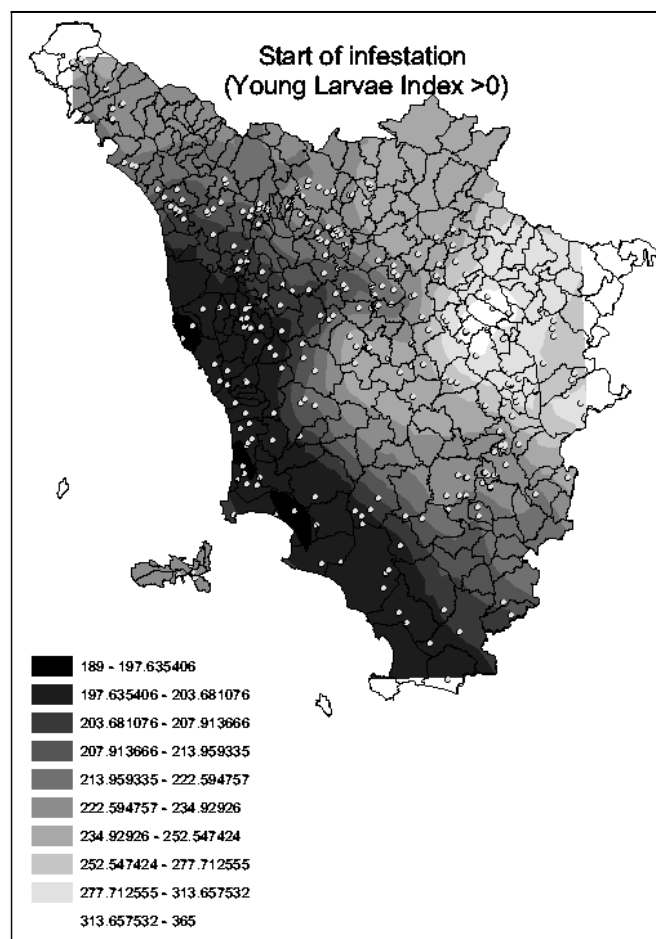 Start of infestation
(Young Larvae Index >0)
189 - 197.635406
197.635406 - 203.681076
203.681076 - 207.913666
207.913666 - 213.959335
213.959335 - 222.594757
222.594757 - 234.92926
234.92926 - 252.547424
252.547424 - 277.712555
277.712555 - 313.657532
313.657532 - 365